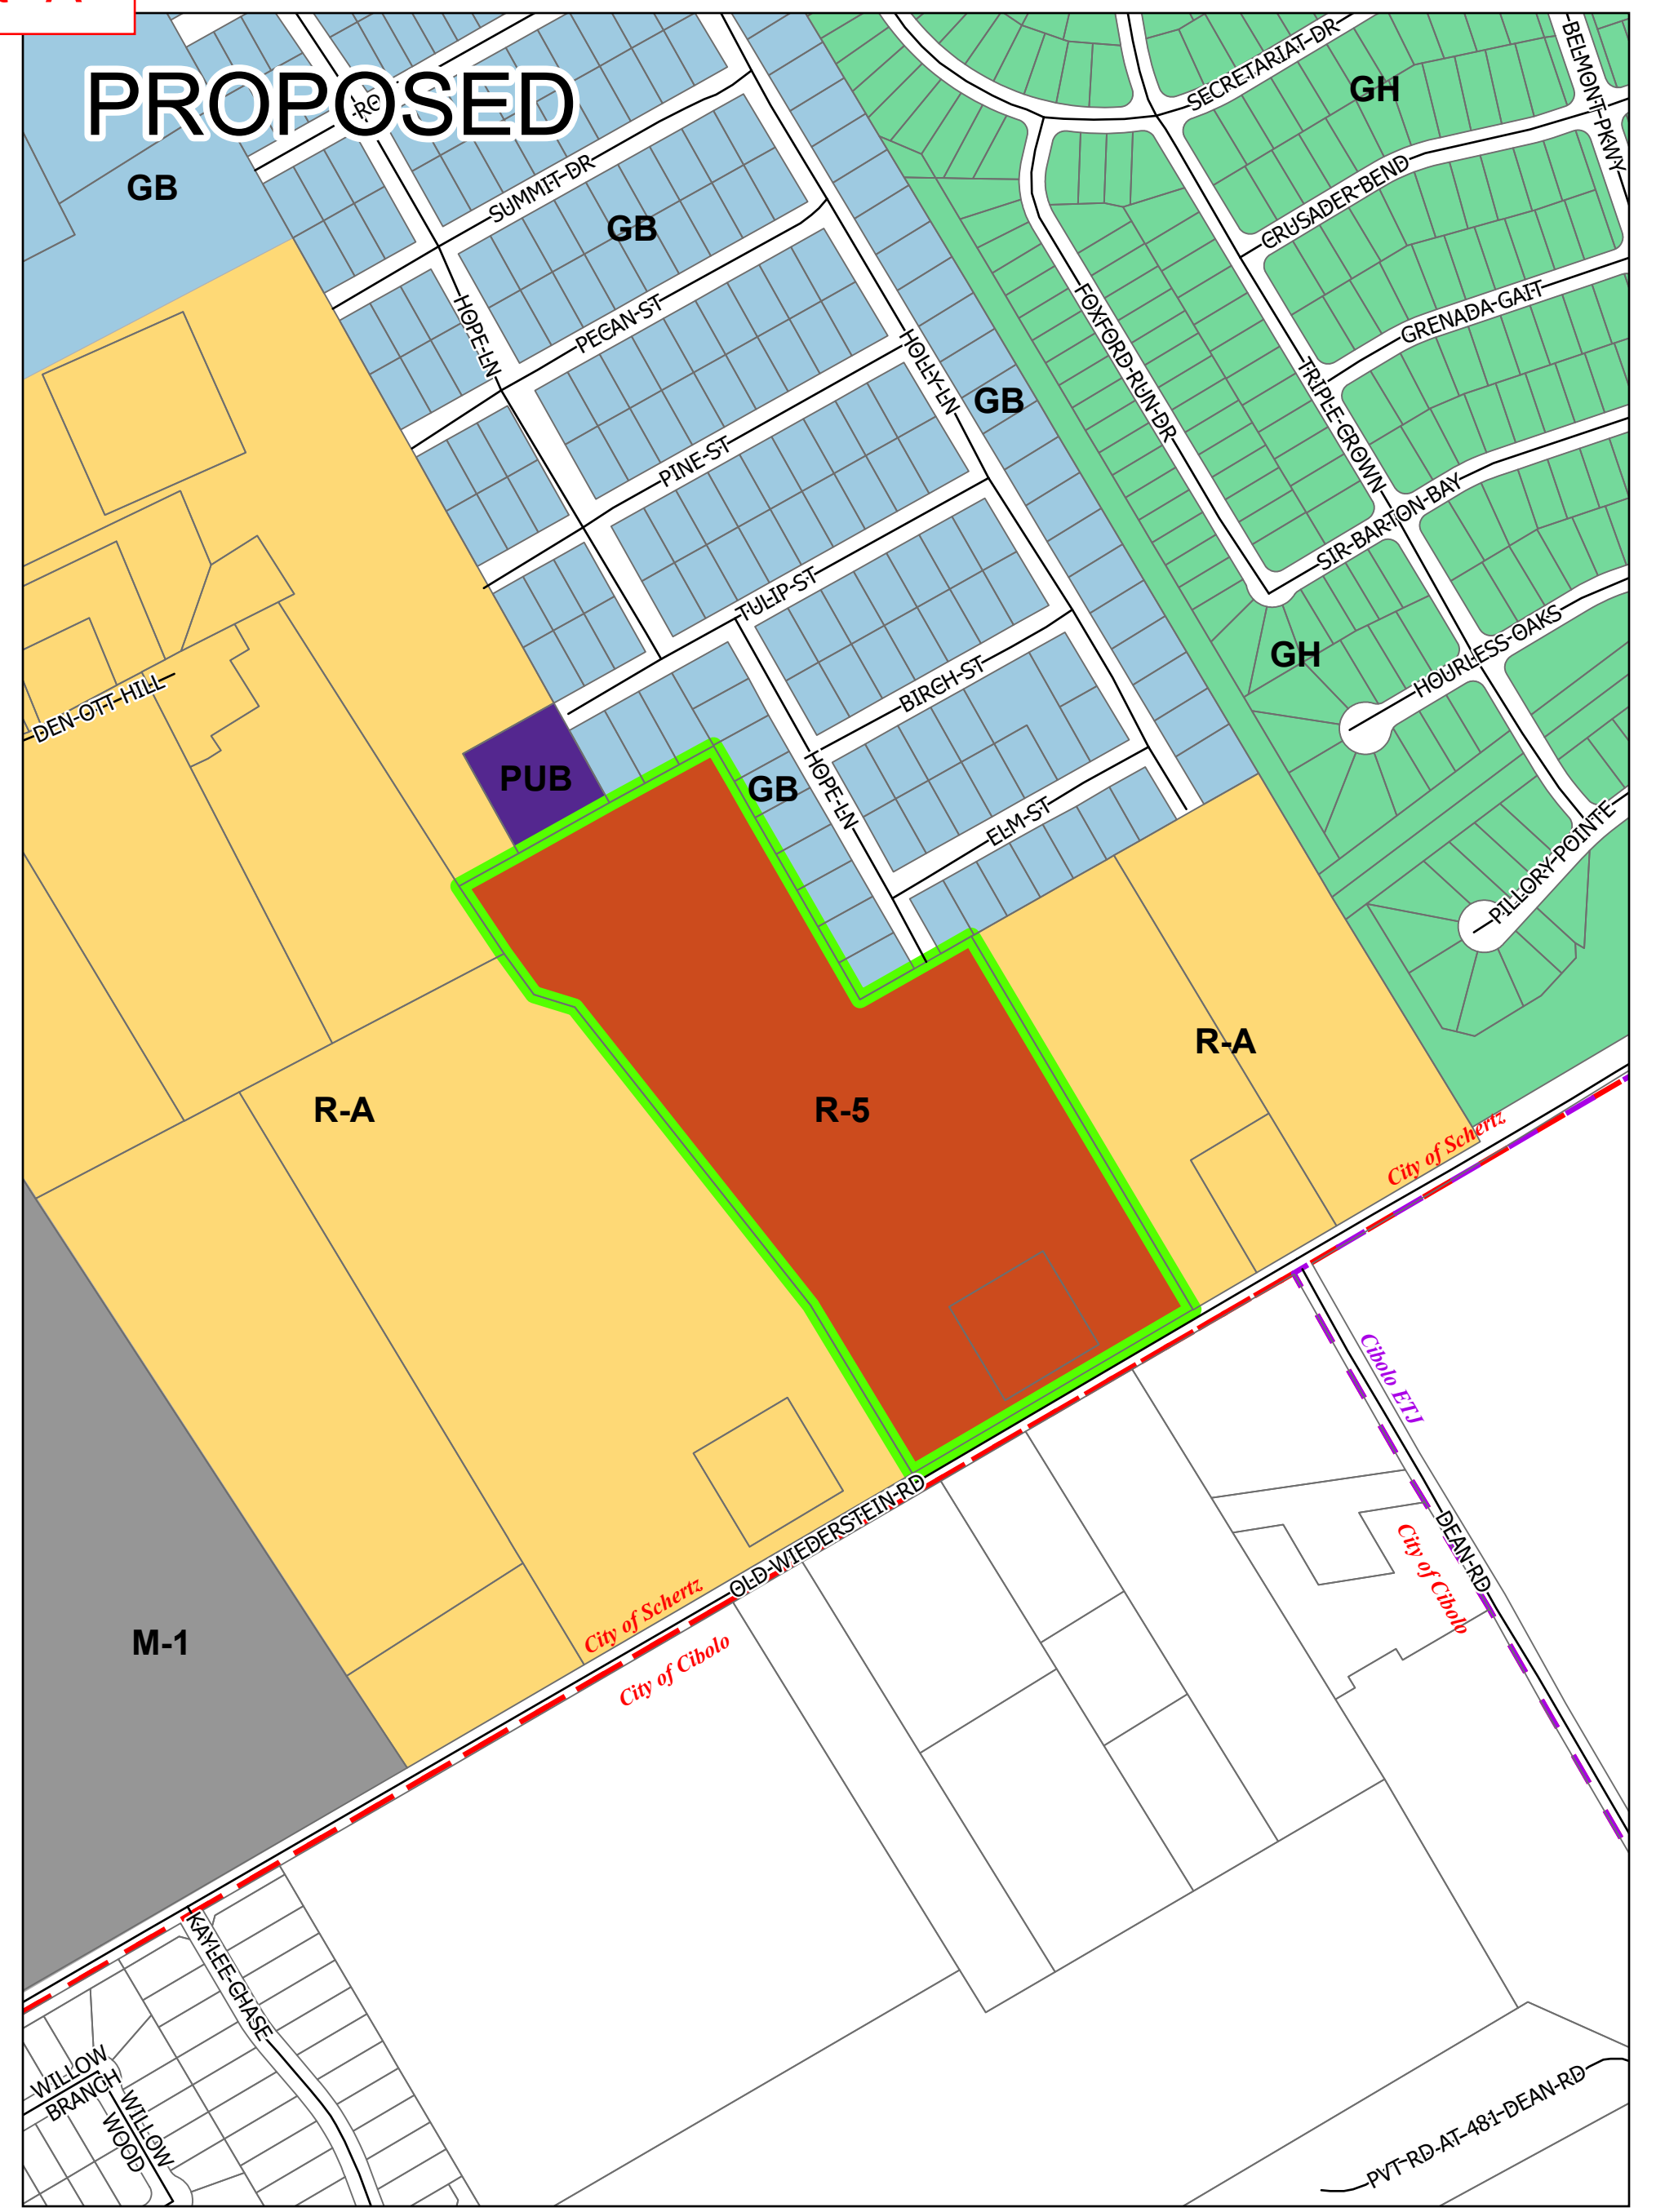 PROPOSED
SECRETARIAT-DR
BELMONT-PKWY
GH
GB
SUMMIT-DR
GB
CRUSADER-BEND
HOPE-LN
PECAN-ST
FOXFORD-RUN-DR
GRENADA-GAIT
HOLLY-LN
GB
TRIPLE-CROWN
PINE-ST
SIR-BARTON-BAY
TULIP-ST
HOURLESS-OAKS
GH
BIRCH-ST
DEN-OTT-HILL
PUB
GB
HOPE-LN
ELM-ST
PILLORY-POINTE
R-A
R-A
R-5
City of Schertz
Cibolo ETJ
OLD-WIEDERSTEIN-RD
DEAN-RD
City of Cibolo
City of Schertz
City of Cibolo
M-1
KAYLEE-CHASE
WILLOW
BRANCH
WILLOW
WOOD
PVT-RD-AT-481-DEAN-RD